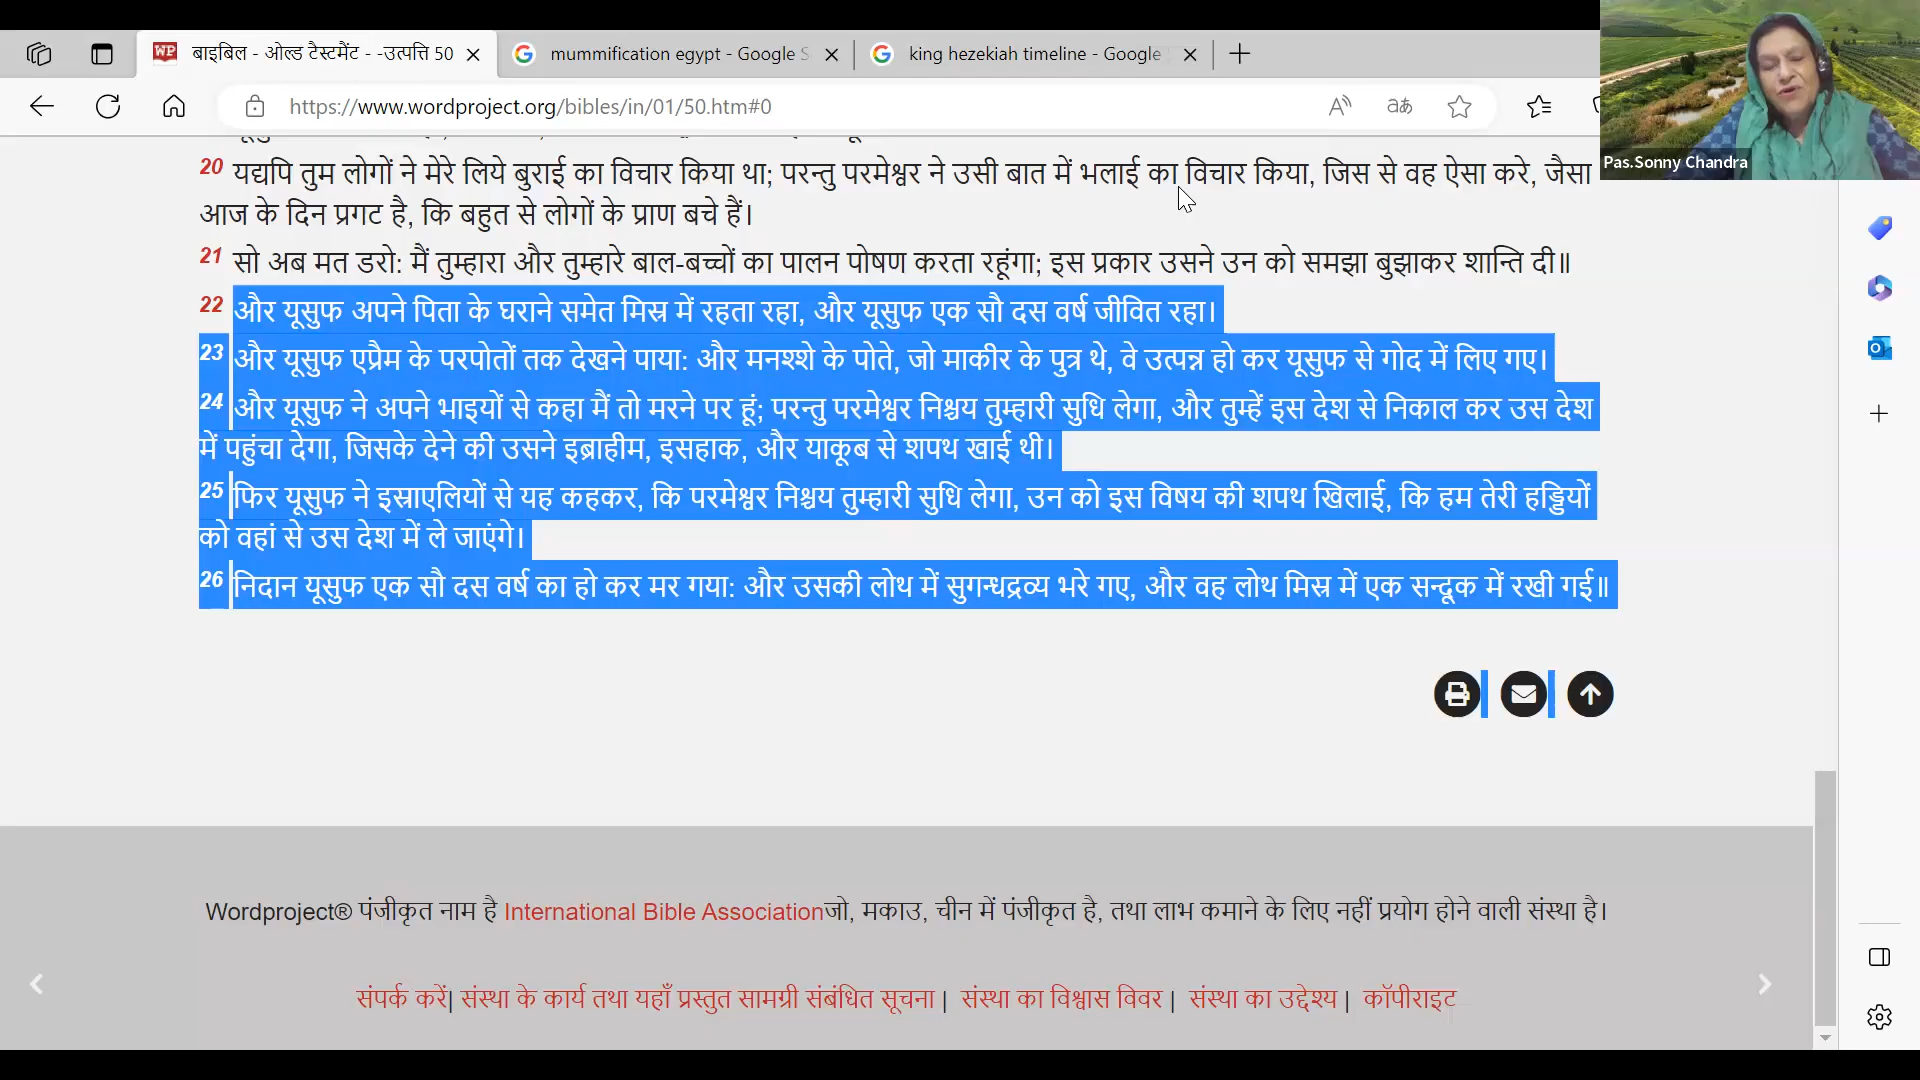 बाइबिल - ओल्ड टैस्टमैंट - -उत्पत्ति 50
mummification egypt - Google S
king hezekiah timeline - Google
https://www.wordproject.org/bibles/in/01/50.htm#0
Pas.Sonny Chandra
20 यद्यपि तुम लोगों ने मेरे लिये बुराई का विचार किया था; परन्तु परमेश्वर ने उसी बात में भलाई का विचार किया, जिस से वह ऐसा करे, जैसा
आज के दिन प्रगट है, कि बहुत से लोगों के प्राण बचे हैं।
21 सो अब मत डरो: मैं तुम्हारा और तुम्हारे बाल-बच्चों का पालन पोषण करता रहूंगा; इस प्रकार उसने उन को समझा बुझाकर शान्ति दी॥
22 और यूसुफ अपने पिता के घराने समेत मिस्र में रहता रहा, और यूसुफ एक सौ दस वर्ष जीवित रहा।
23 और यूसुफ एप्रैम के परपोतों तक देखने पाया: और मनश्शे के पोते, जो माकीर के पुत्र थे, वे उत्पन्न हो कर यूसुफ से गोद में लिए गए।
24 और यूसुफ ने अपने भाइयों से कहा मैं तो मरने पर हूं; परन्तु परमेश्वर निश्चय तुम्हारी सुधि लेगा, और तुम्हें इस देश से निकाल कर उस देश
में पहुंचा देगा, जिसके देने की उसने इब्राहीम, इसहाक, और याकूब से शपथ खाई थी।
25 फिर यूसुफ ने इस्राएलियों से यह कहकर, कि परमेश्वर निश्चय तुम्हारी सुधि लेगा, उन को इस विषय की शपथ खिलाई, कि हम तेरी हड्डियों
को वहां से उस देश में ले जाएंगे।
26 निदान यूसुफ एक सौ दस वर्ष का हो कर मर गया: और उसकी लोथ में सुगन्धद्रव्य भरे गए, और वह लोथ मिस्र में एक सन्दूक में रखी गई॥
Wordproject® पंजीकृत नाम है International Bible Associationजो, मकाउ, चीन में पंजीकृत है, तथा लाभ कमाने के लिए नहीं प्रयोग होने वाली संस्था है।
संपर्क करें| संस्था के कार्य तथा यहाँ प्रस्तुत सामग्री संबंधित सूचना | संस्था का विश्वास विवर | संस्था का उद्देश्य | कॉपीराइट